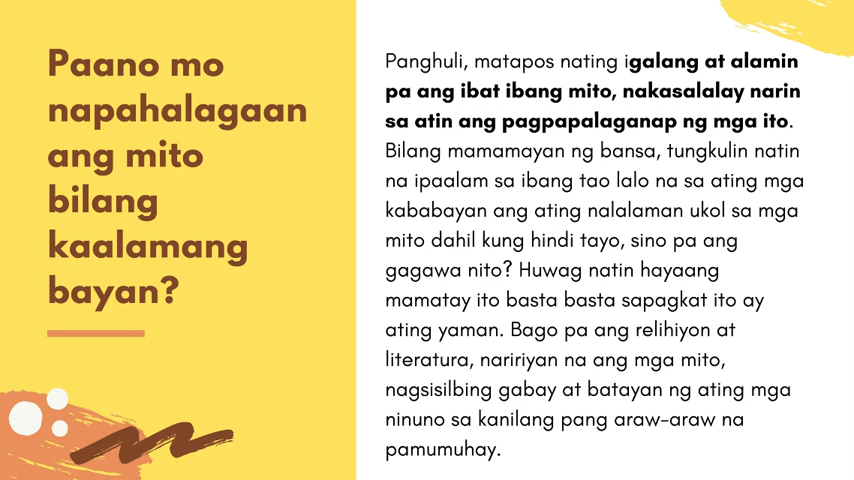 Paano mo
napahalagaan
ang mito
bilang
kaalamang
bayan?
Panghuli, matapos nating igalang at alamin
pa ang ibat ibang mito, nakasalalay narin
sa atin ang pagpapalaganap ng mga ito.
Bilang mamamayan ng bansa, tungkulin natin
na ipaalam sa ibang tao lalo na sa ating mga
kababayan ang ating nalalaman ukol sa mga
mito dahil kung hindi tayo, sino pa ang
gagawa nito? Huwag natin hayaang
mamatay ito basta basta sapagkat ito ay
ating yaman. Bago pa ang relihiyon at
literatura, naririyan na ang mga mito,
nagsisilbing gabay at batayan ng ating mga
ninuno sa kanilang pang araw-araw na
pamumuhay.